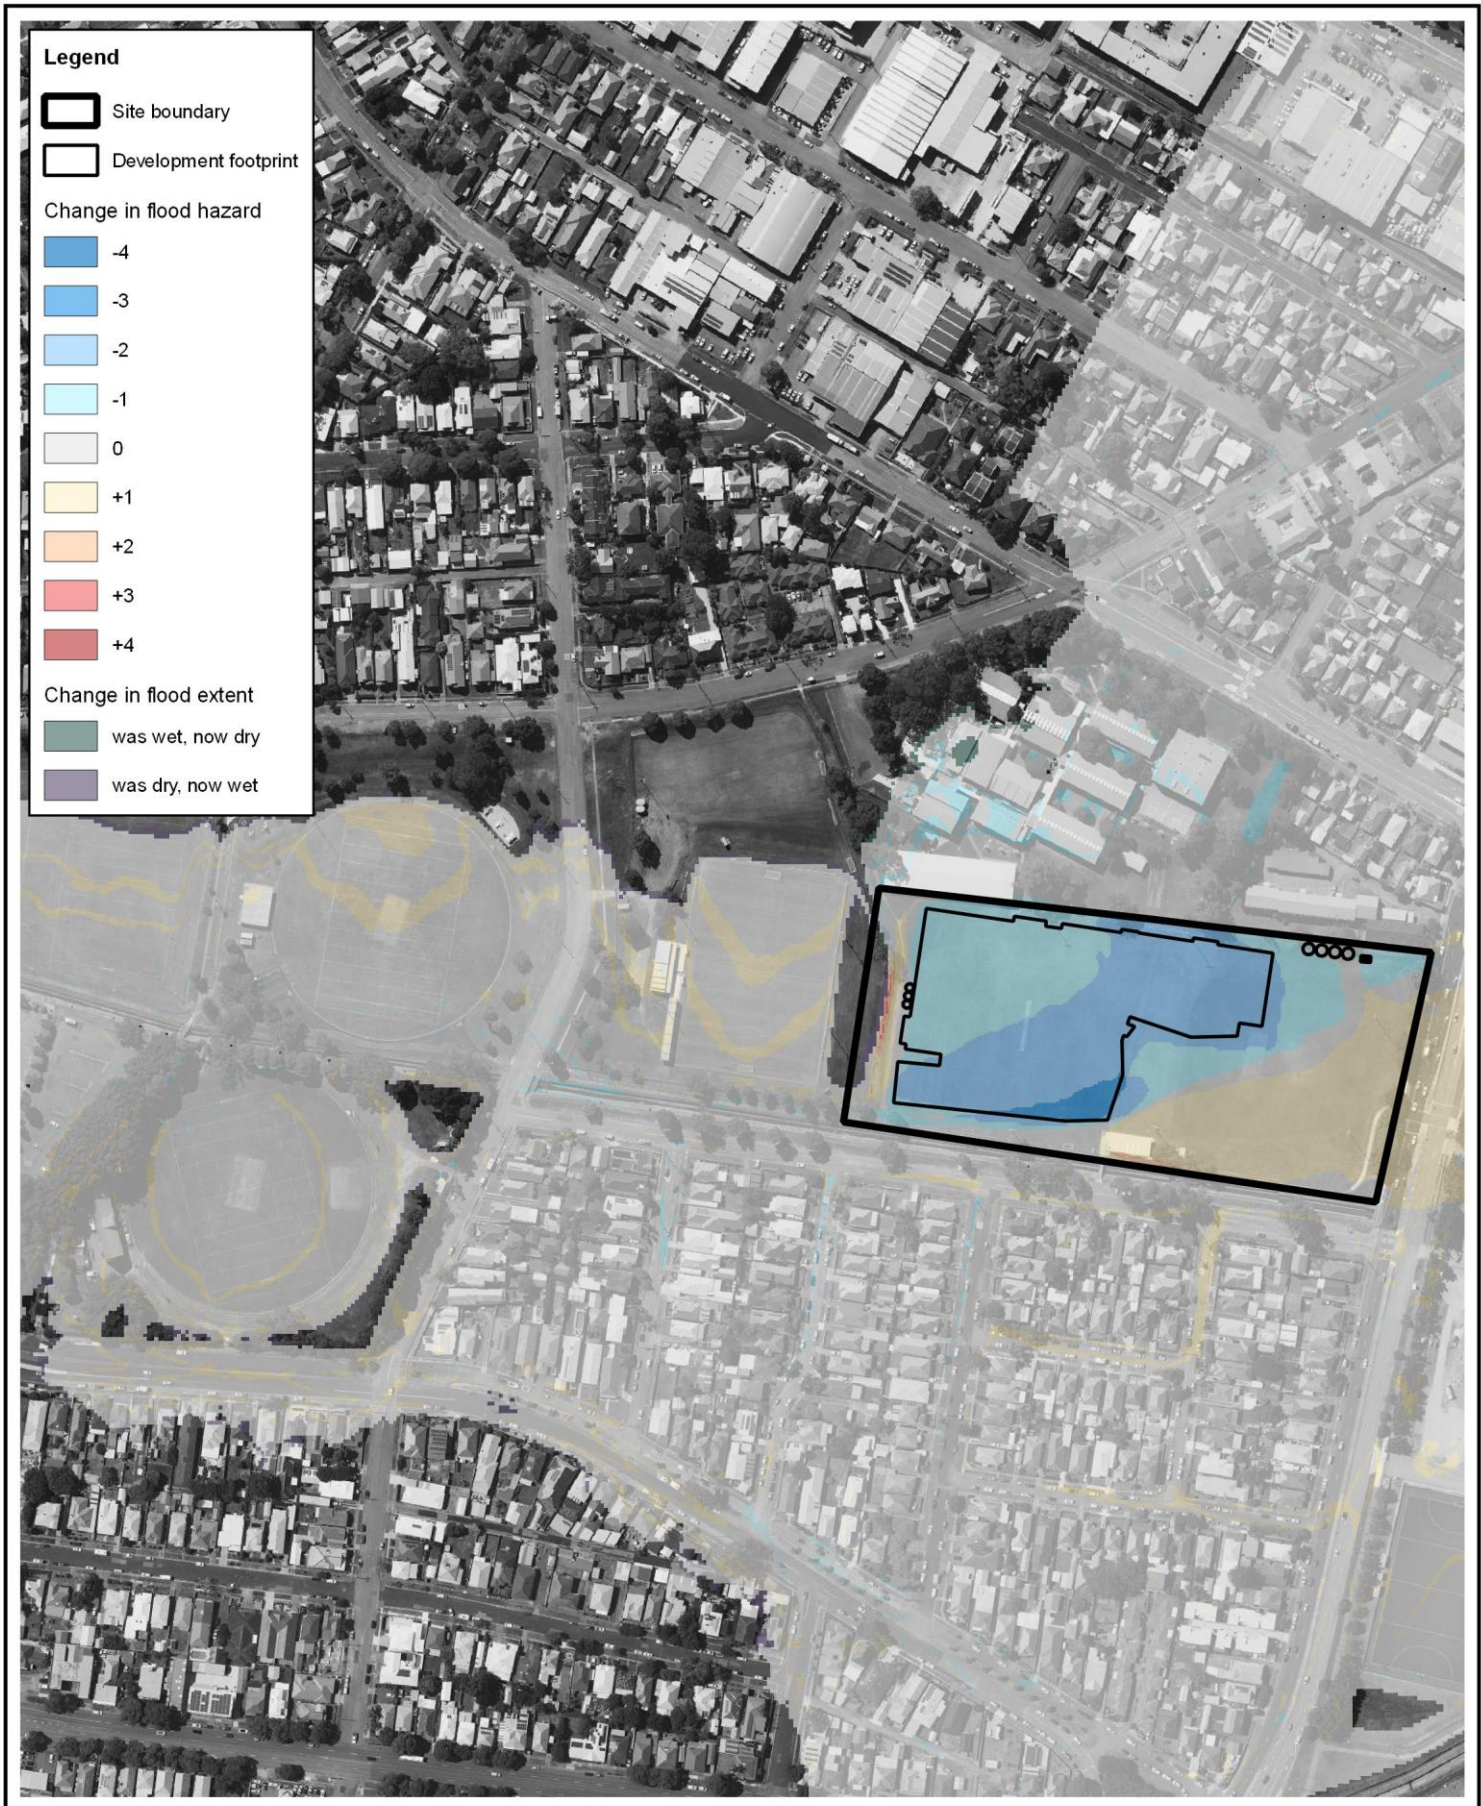 Legend
Site boundary
Development footprint
Change in flood hazard
-4
-3
-2
-1
0
+1
+2
+3
+4
Change in flood extent
was wet, now dry
was dry, now wet